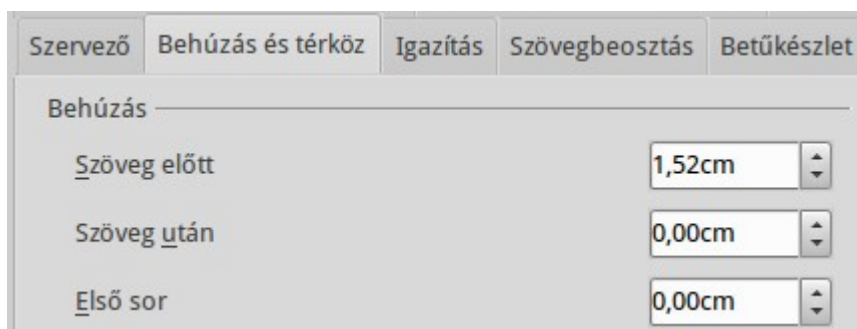 Szervező Behúzás és térköz Igazítás Szövegbeosztás Betűkészlet
Behúzás
Szöveg előtt 1,52cm
Szöveg után 0,00cm
Első sor 0,00cm